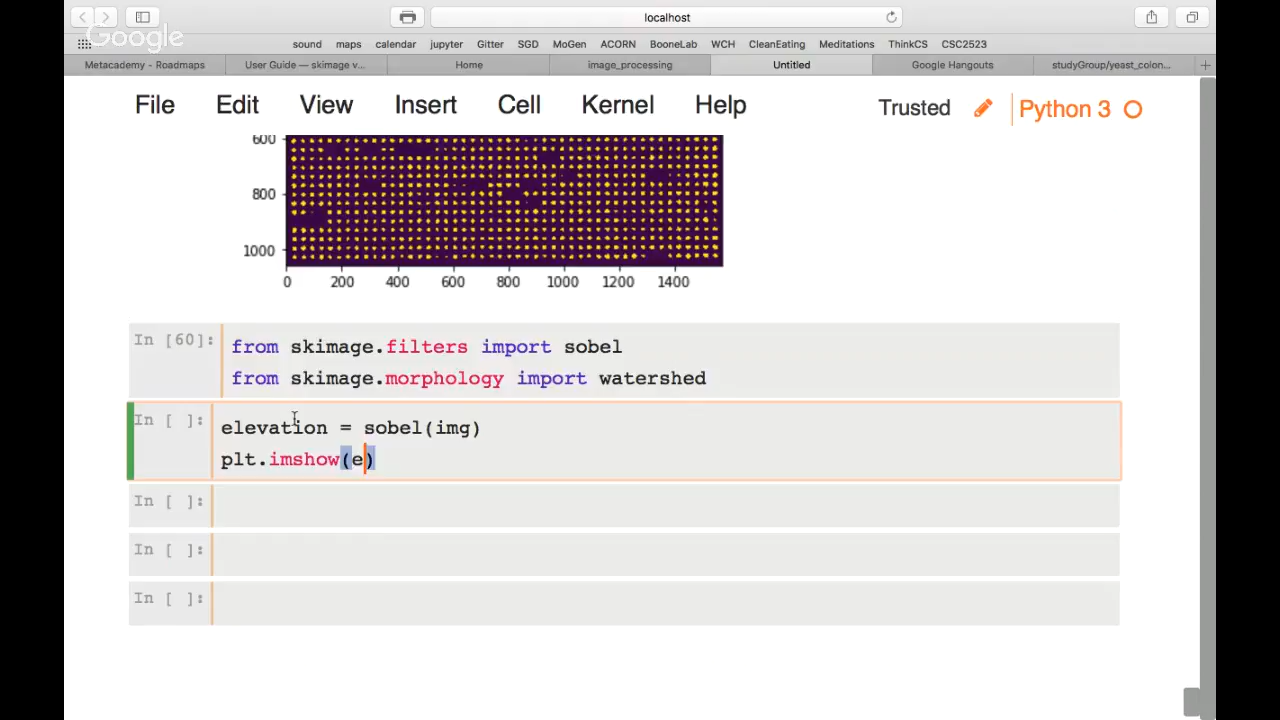 localhost
Google
sound maps calendar jupyter Gitter SGD MoGen ACORN BooneLab WCH CleanEating Meditations ThinkCS CSC2523
Metacademy - Roadmaps User Guide — skimage v... Home image_processing Untitled Google Hangouts studyGroup/yeast_colon...
File Edit View Insert Cell Kernel Help Trusted Python 3
600
800
1000
0 200 400 600 800 1000 1200 1400
In [60]: from skimage.filters import sobel
from skimage.morphology import watershed
In [ ]: elevation = sobel(img)
plt.imshow(e)
In [ ]:
In [ ]:
In [ ]: